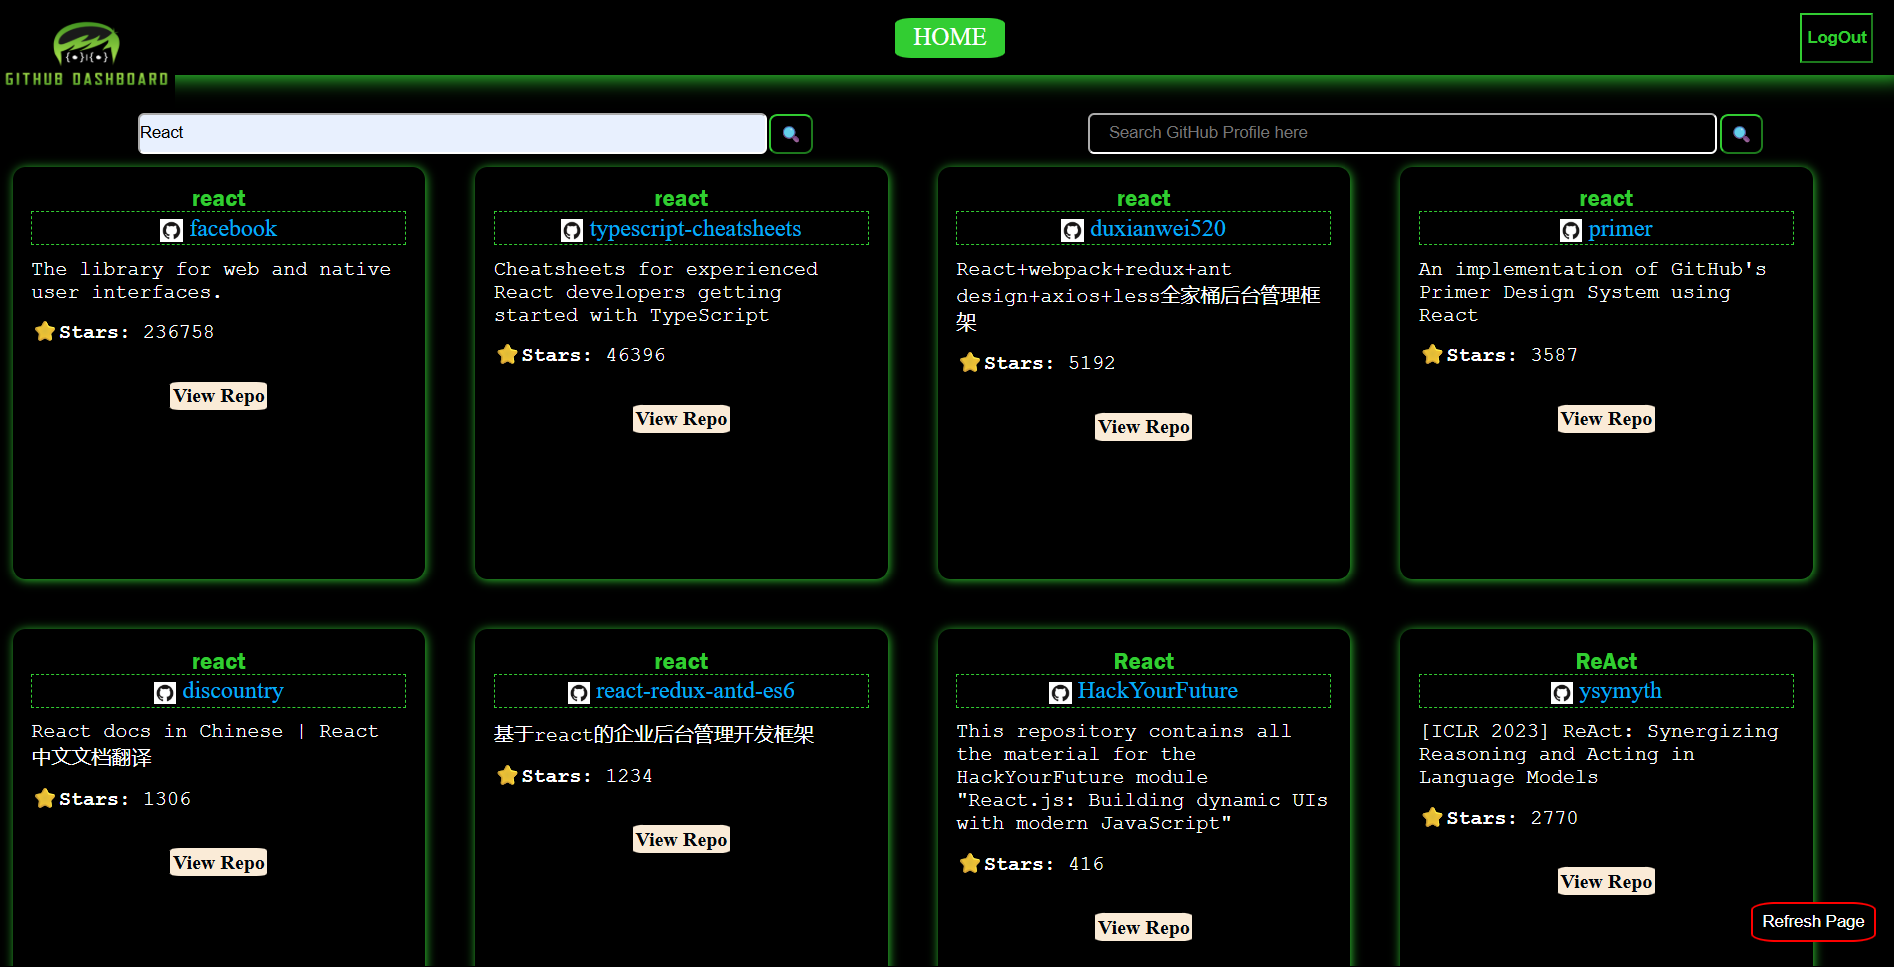 HOME
LogOut
{•}|{•}
GITHUB DASHBOARD
React
Search GitHub Profile here
react
facebook
The library for web and native
user interfaces.
Stars: 236758
View Repo
react
typescript-cheatsheets
Cheatsheets for experienced
React developers getting
started with TypeScript
Stars: 46396
View Repo
react
duxianwei520
React+webpack+redux+ant
design+axios+less全家桶后台管理框
架
Stars: 5192
View Repo
react
primer
An implementation of GitHub's
Primer Design System using
React
Stars: 3587
View Repo
react
discountry
React docs in Chinese | React
中文文档翻译
Stars: 1306
View Repo
react
react-redux-antd-es6
基于react的企业后台管理开发框架
Stars: 1234
View Repo
React
HackYourFuture
This repository contains all
the material for the
HackYourFuture module
"React.js: Building dynamic UIs
with modern JavaScript"
Stars: 416
View Repo
ReAct
ysymyth
[ICLR 2023] ReAct: Synergizing
Reasoning and Acting in
Language Models
Stars: 2770
View Repo
Refresh Page